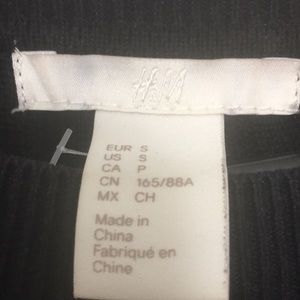 H&M
EUR S
US S
CA P
CN 165/88A
MX CH
Made in
China
Fabriqué en
Chine